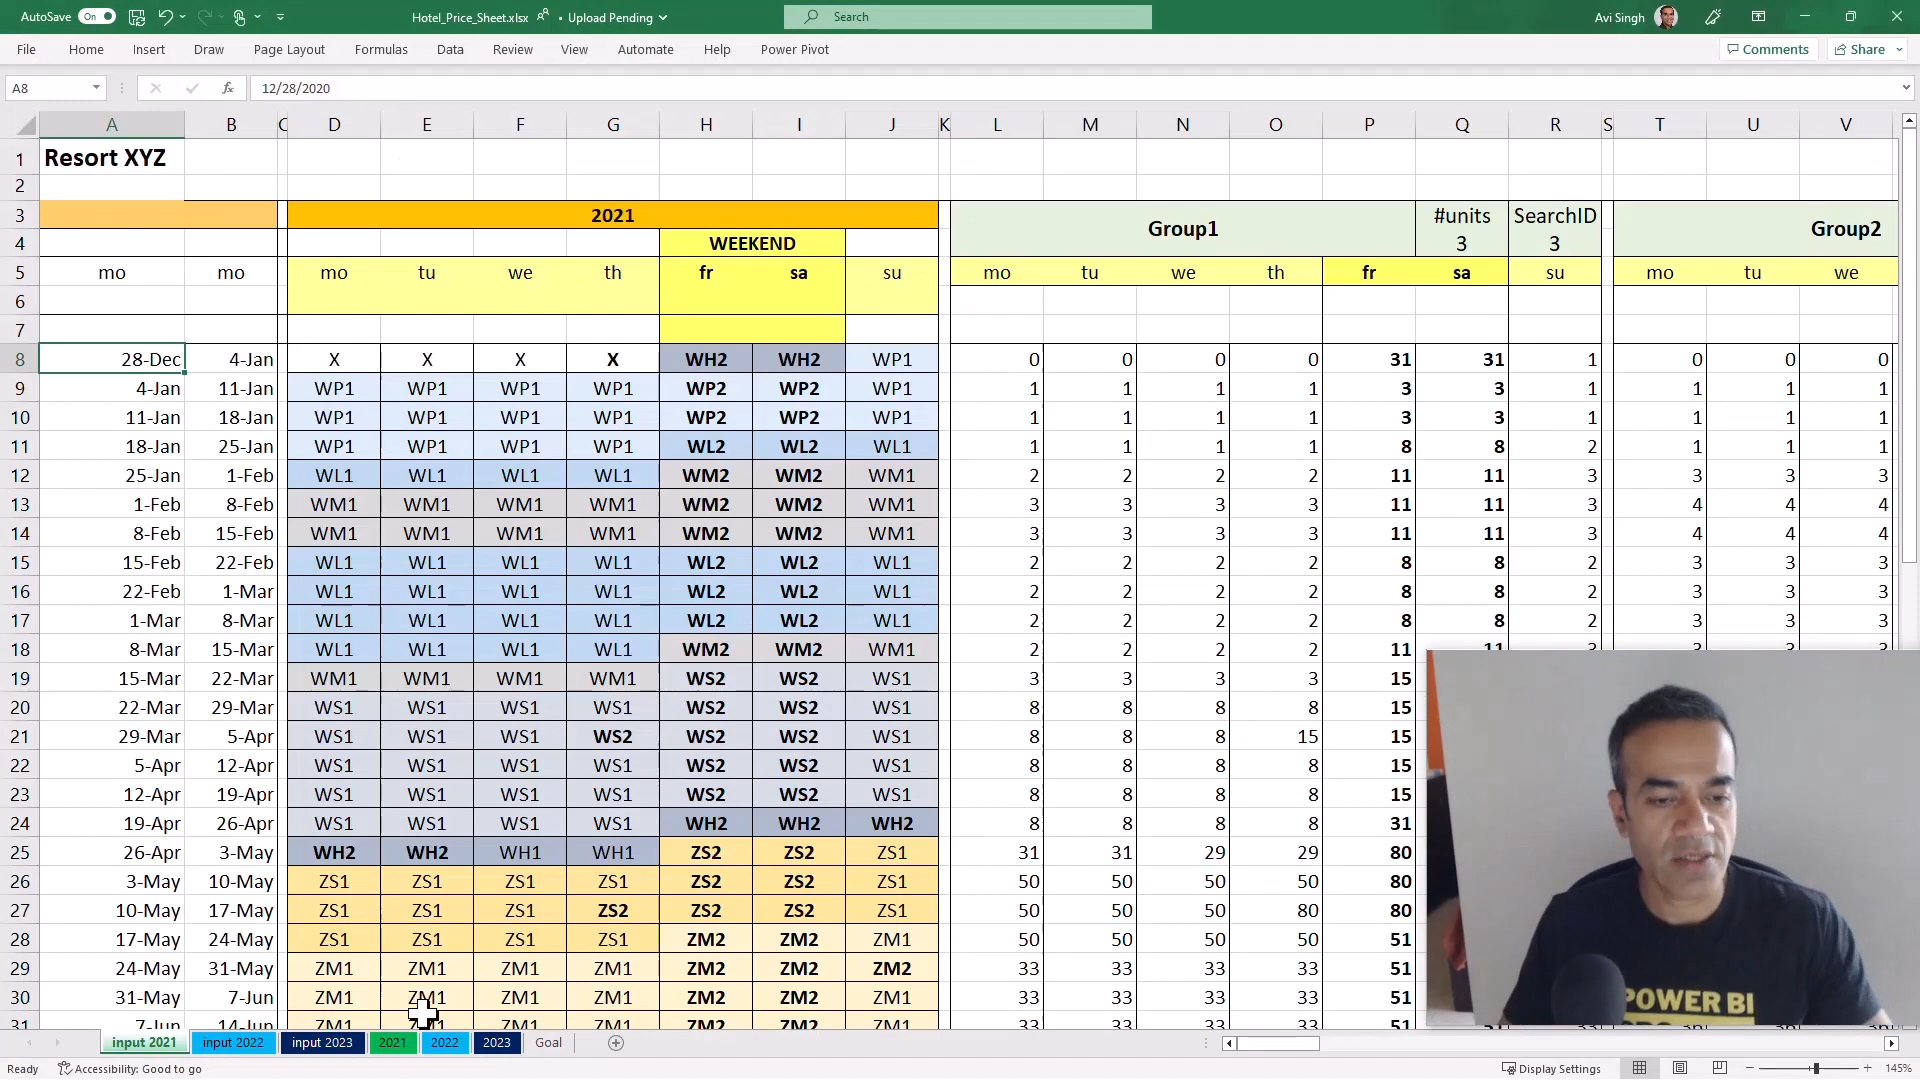 AutoSave On Hotel_Price_Sheet.xlsx • Upload Pending Search Avi Singh
File Home Insert Draw Page Layout Formulas Data Review View Automate Help Power Pivot Comments Share
A8 fx 12/28/2020
A B C D E F G H I J K L M N O P Q R S T U V
1 Resort XYZ
2
3 2021 Group1 #units SearchID Group2
4 WEEKEND 3 3
5 mo mo mo tu we th fr sa su mo tu we th fr sa su mo tu we
6
7
8 28-Dec 4-Jan X X X X WH2 WH2 WP1 0 0 0 0 31 31 1 0 0 0
9 4-Jan 11-Jan WP1 WP1 WP1 WP1 WP2 WP2 WP1 1 1 1 1 3 3 1 1 1 1
10 11-Jan 18-Jan WP1 WP1 WP1 WP1 WP2 WP2 WP1 1 1 1 1 3 3 1 1 1 1
11 18-Jan 25-Jan WP1 WP1 WP1 WP1 WL2 WL2 WL1 1 1 1 1 8 8 2 1 1 1
12 25-Jan 1-Feb WL1 WL1 WL1 WL1 WM2 WM2 WM1 2 2 2 2 11 11 3 3 3 3
13 1-Feb 8-Feb WM1 WM1 WM1 WM1 WM2 WM2 WM1 3 3 3 3 11 11 3 4 4 4
14 8-Feb 15-Feb WM1 WM1 WM1 WM1 WM2 WM2 WM1 3 3 3 3 11 11 3 4 4 4
15 15-Feb 22-Feb WL1 WL1 WL1 WL1 WL2 WL2 WL1 2 2 2 2 8 8 2 3 3 3
16 22-Feb 1-Mar WL1 WL1 WL1 WL1 WL2 WL2 WL1 2 2 2 2 8 8 2 3 3 3
17 1-Mar 8-Mar WL1 WL1 WL1 WL1 WL2 WL2 WL1 2 2 2 2 8 8 2 3 3 3
18 8-Mar 15-Mar WL1 WL1 WL1 WL1 WM2 WM2 WM1 2 2 2 2 11 11 3 3 3 3
19 15-Mar 22-Mar WM1 WM1 WM1 WM1 WS2 WS2 WS1 3 3 3 3 15
20 22-Mar 29-Mar WS1 WS1 WS1 WS1 WS2 WS2 WS1 8 8 8 8 15
21 29-Mar 5-Apr WS1 WS1 WS1 WS2 WS2 WS2 WS1 8 8 8 15 15
22 5-Apr 12-Apr WS1 WS1 WS1 WS1 WS2 WS2 WS1 8 8 8 8 15
23 12-Apr 19-Apr WS1 WS1 WS1 WS1 WS2 WS2 WS1 8 8 8 8 15
24 19-Apr 26-Apr WS1 WS1 WS1 WS1 WH2 WH2 WH2 8 8 8 8 31
25 26-Apr 3-May WH2 WH2 WH1 WH1 ZS2 ZS2 ZS1 31 31 29 29 80
26 3-May 10-May ZS1 ZS1 ZS1 ZS1 ZS2 ZS2 ZS1 50 50 50 50 80
27 10-May 17-May ZS1 ZS1 ZS1 ZS2 ZS2 ZS2 ZS1 50 50 50 80 80
28 17-May 24-May ZS1 ZS1 ZS1 ZS1 ZM2 ZM2 ZM1 50 50 50 50 51
29 24-May 31-May ZM1 ZM1 ZM1 ZM1 ZM2 ZM2 ZM2 33 33 33 33 51
30 31-May 7-Jun ZM1 ZM1 ZM1 ZM1 ZM2 ZM2 ZM1 33 33 33 33 51
31 7-Jun 14-Jun ZM1 ZM1 ZM1 ZM1 ZM2 ZM2 ZM1 33 33 33 33 51
POWER BI
input 2021 input 2022 input 2023 2021 2022 2023 Goal
Ready Accessibility: Good to go Display Settings 145%